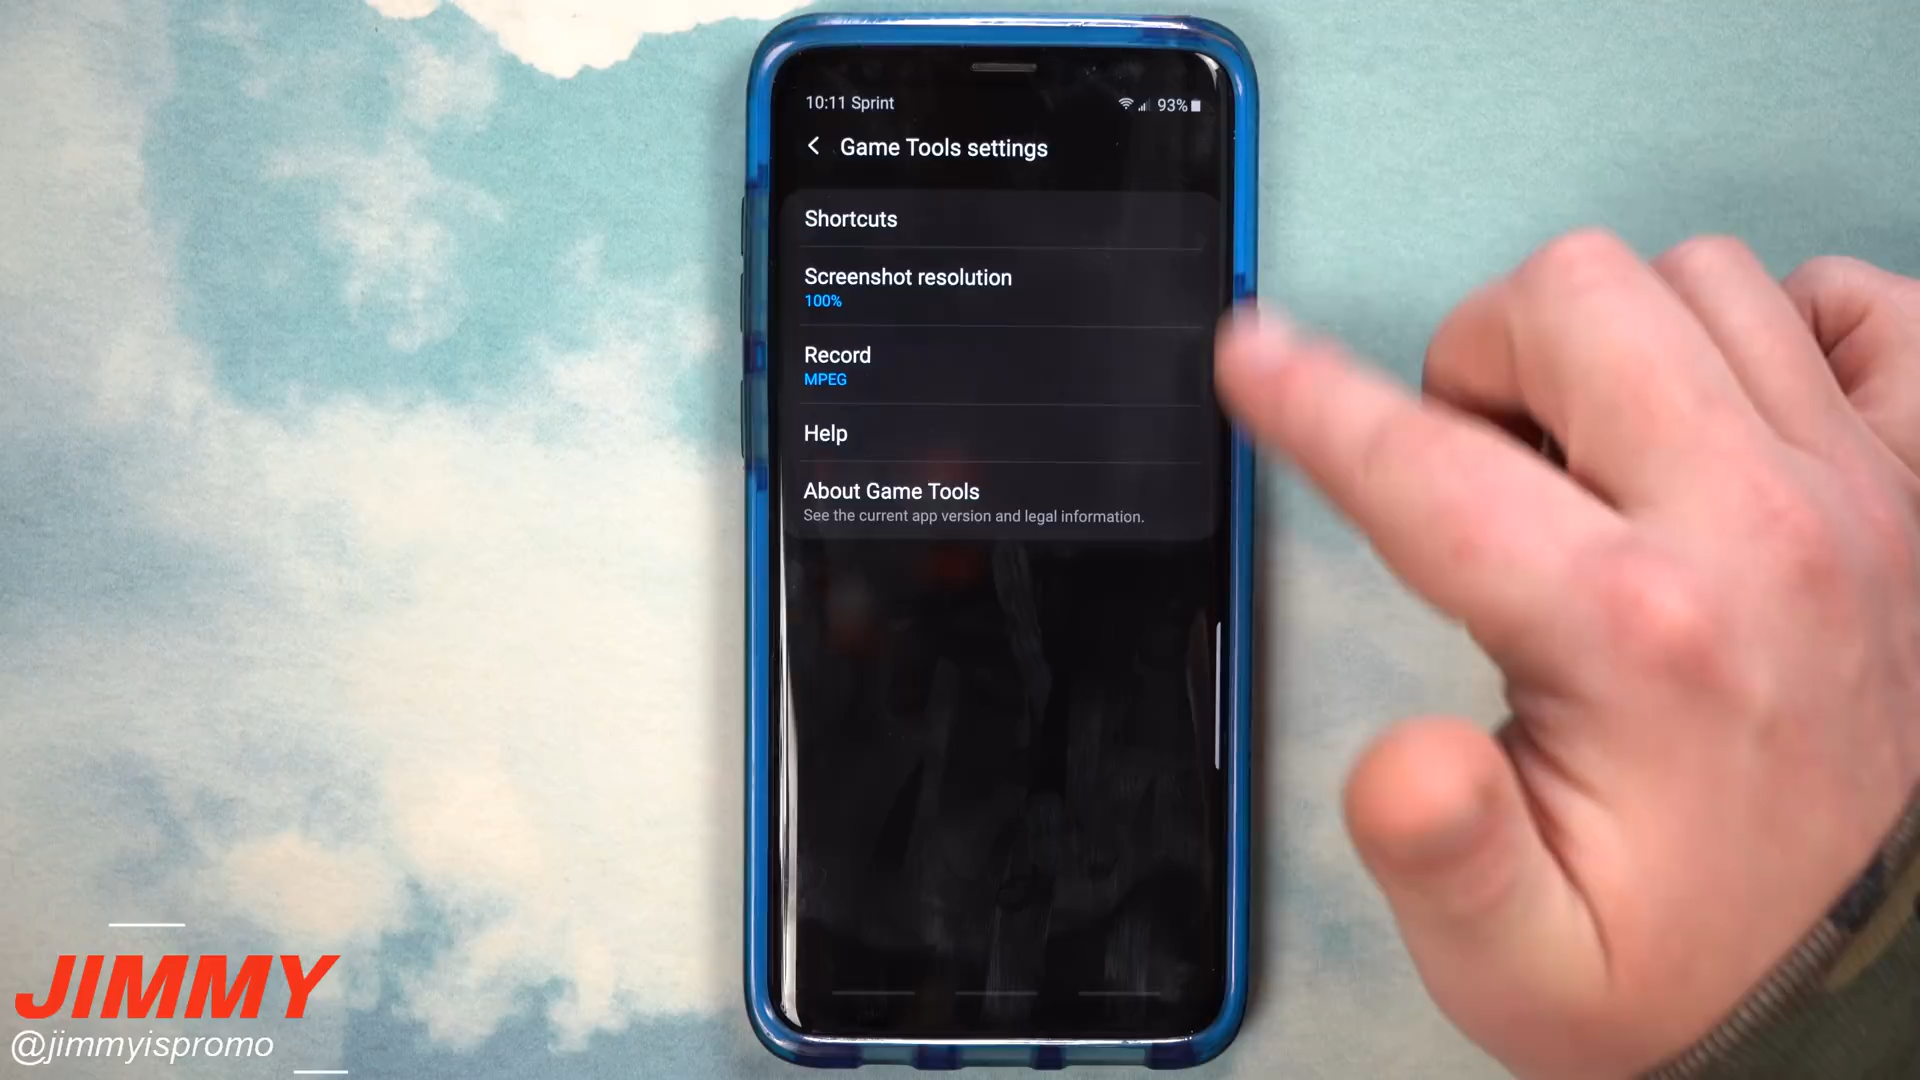 10:11 Sprint
93%
Game Tools settings
Shortcuts
Screenshot resolution
100%
Record
MPEG
Help
About Game Tools
See the current app version and legal information.
JIMMY
@jimmyispromo